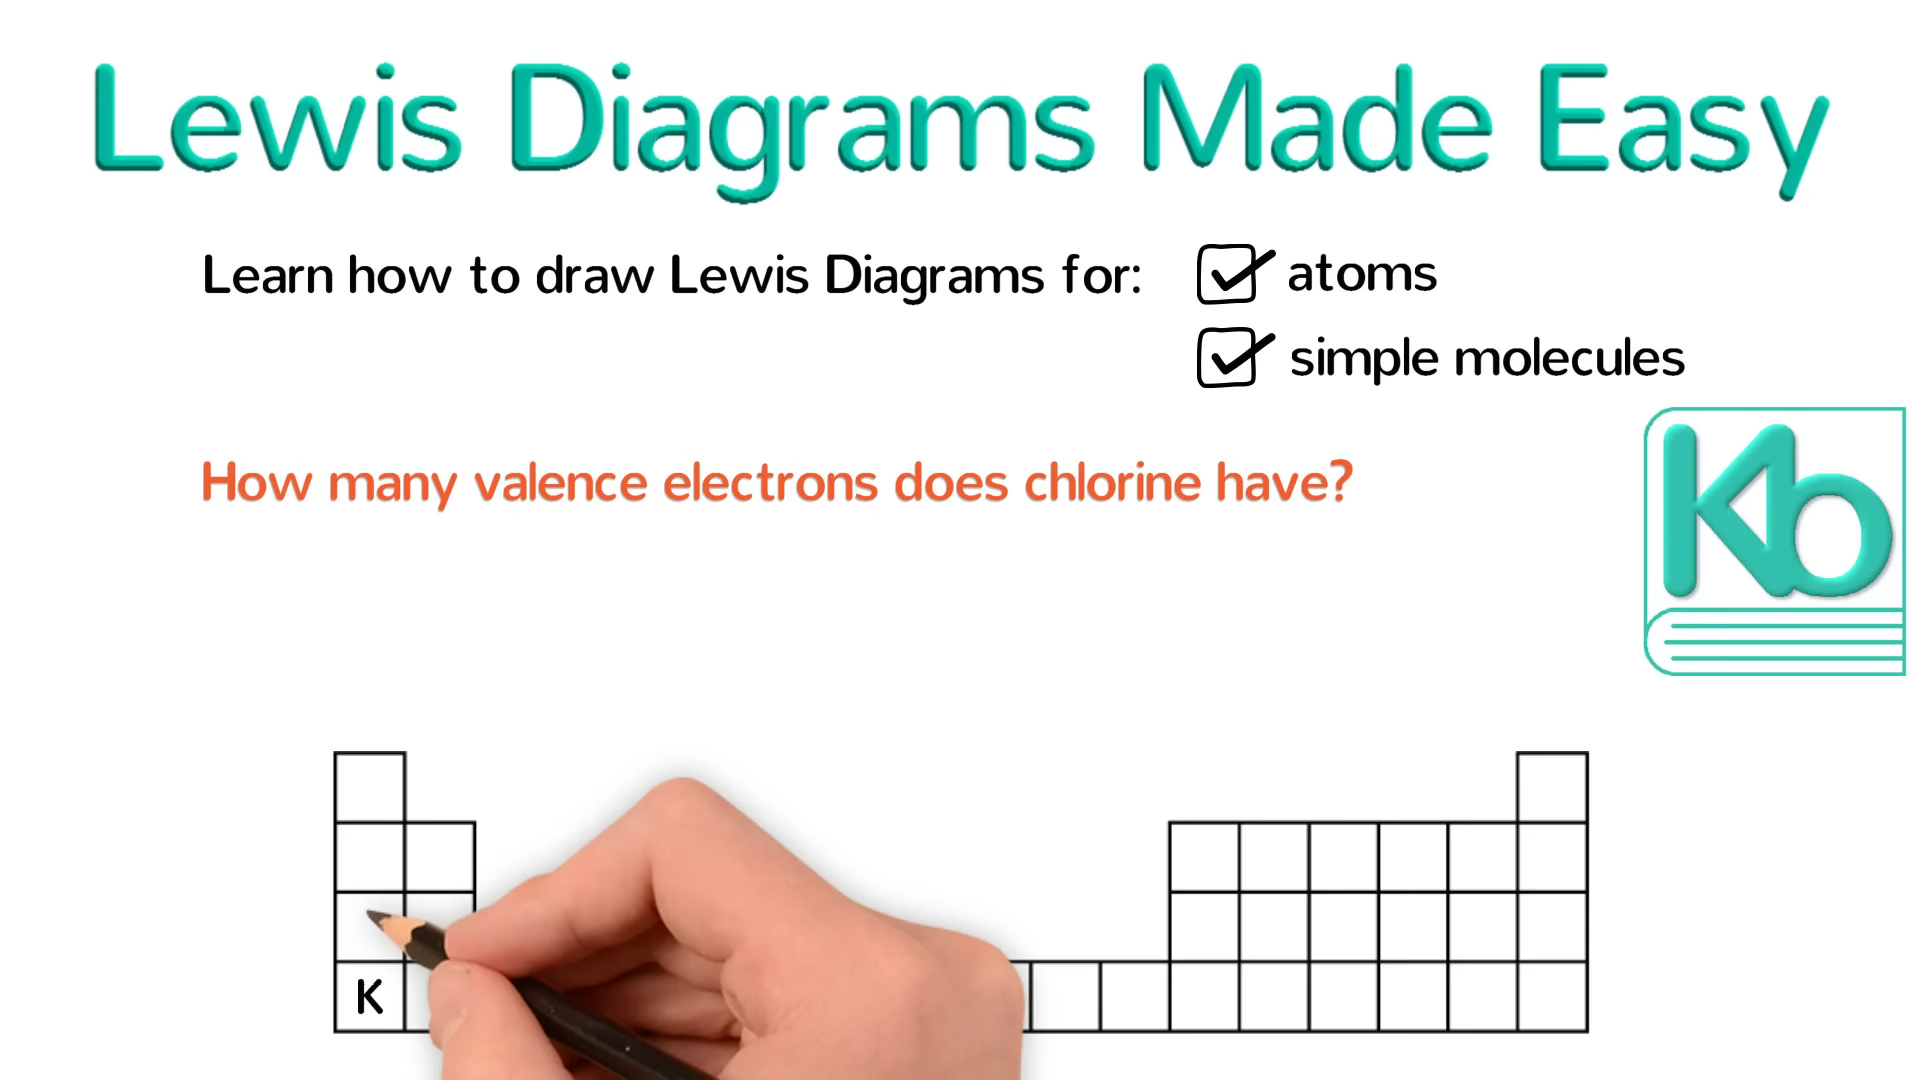 Lewis Diagrams Made Easy
Learn how to draw Lewis Diagrams for:
atoms
simple molecules
How many valence electrons does chlorine have?
Ko
K